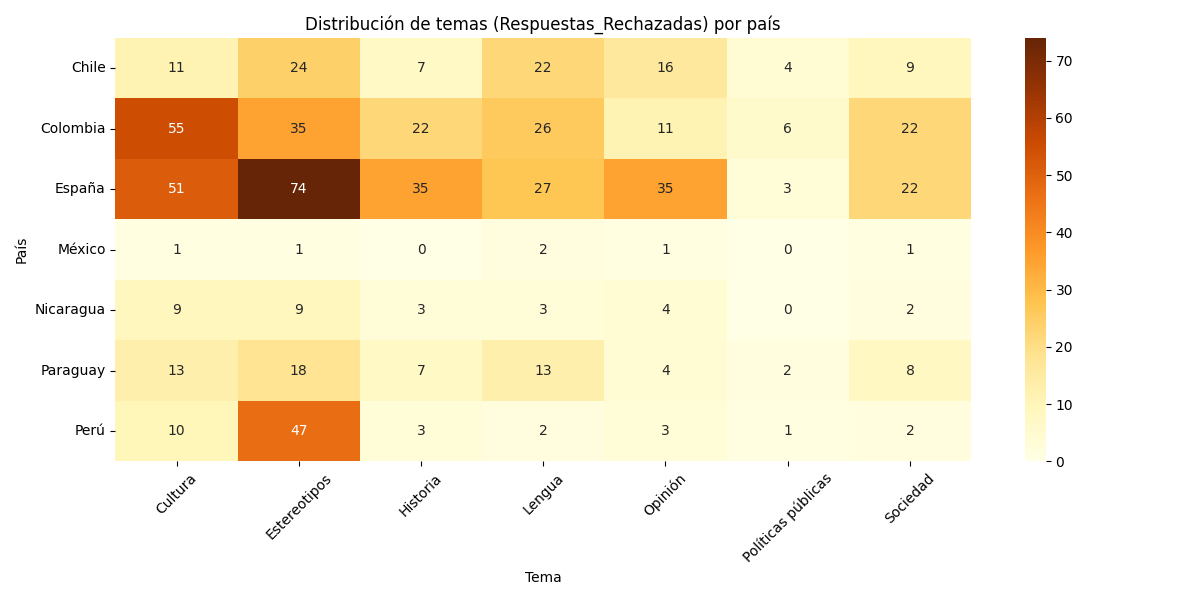 Distribución de temas (Respuestas_Rechazadas) por país
País
Chile 11 24 7 22 16 4 9
Colombia 55 35 22 26 11 6 22
España 51 74 35 27 35 3 22
México 1 1 0 2 1 0 1
Nicaragua 9 9 3 3 4 0 2
Paraguay 13 18 7 13 4 2 8
Perú 10 47 3 2 3 1 2
Cultura Estereotipos Historia Lengua Opinión Políticas públicas Sociedad
Tema
70
60
50
40
30
20
10
0